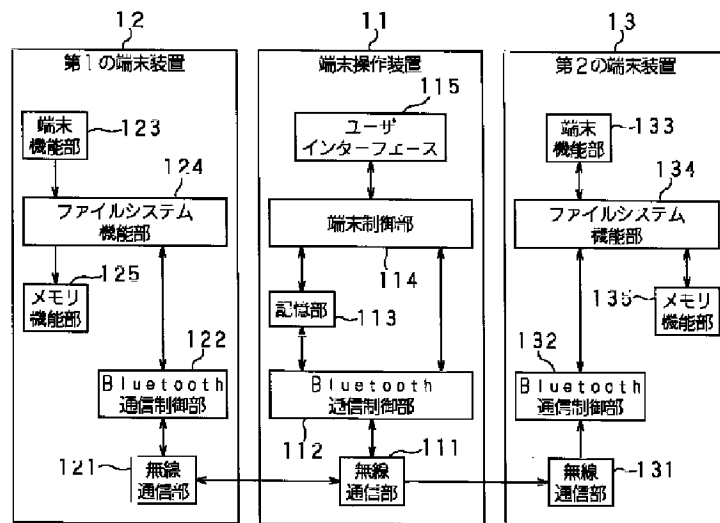 12
第1の端末装置
端末
機能部
123
124
ファイルシステム
機能部
125
メモリ
機能部
122
Bluetooth
通信制御部
121
無線
通信部
11
端末操作装置
115
ユーザ
インターフェース
端末制御部
114
記憶部
113
Bluetooth
通信制御部
112
111
無線
通信部
13
第2の端末装置
端末
機能部
133
134
ファイルシステム
機能部
135
メモリ
機能部
132
Bluetooth
通信制御部
無線
通信部
131